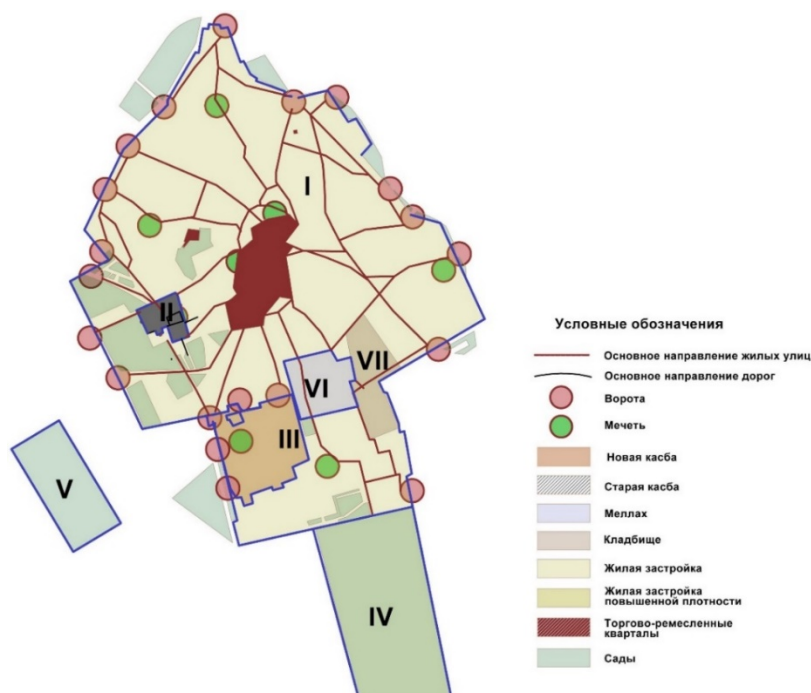 I
II
VII
VI
III
V
IV
Условные обозначения
Основное направление жилых улиц
Основное направление дорог
Ворота
Мечеть
Новая касба
Старая касба
Меллах
Кладбище
Жилая застройка
Жилая застройка
повышенной плотности
Торгово-ремесленные
кварталы
Сады